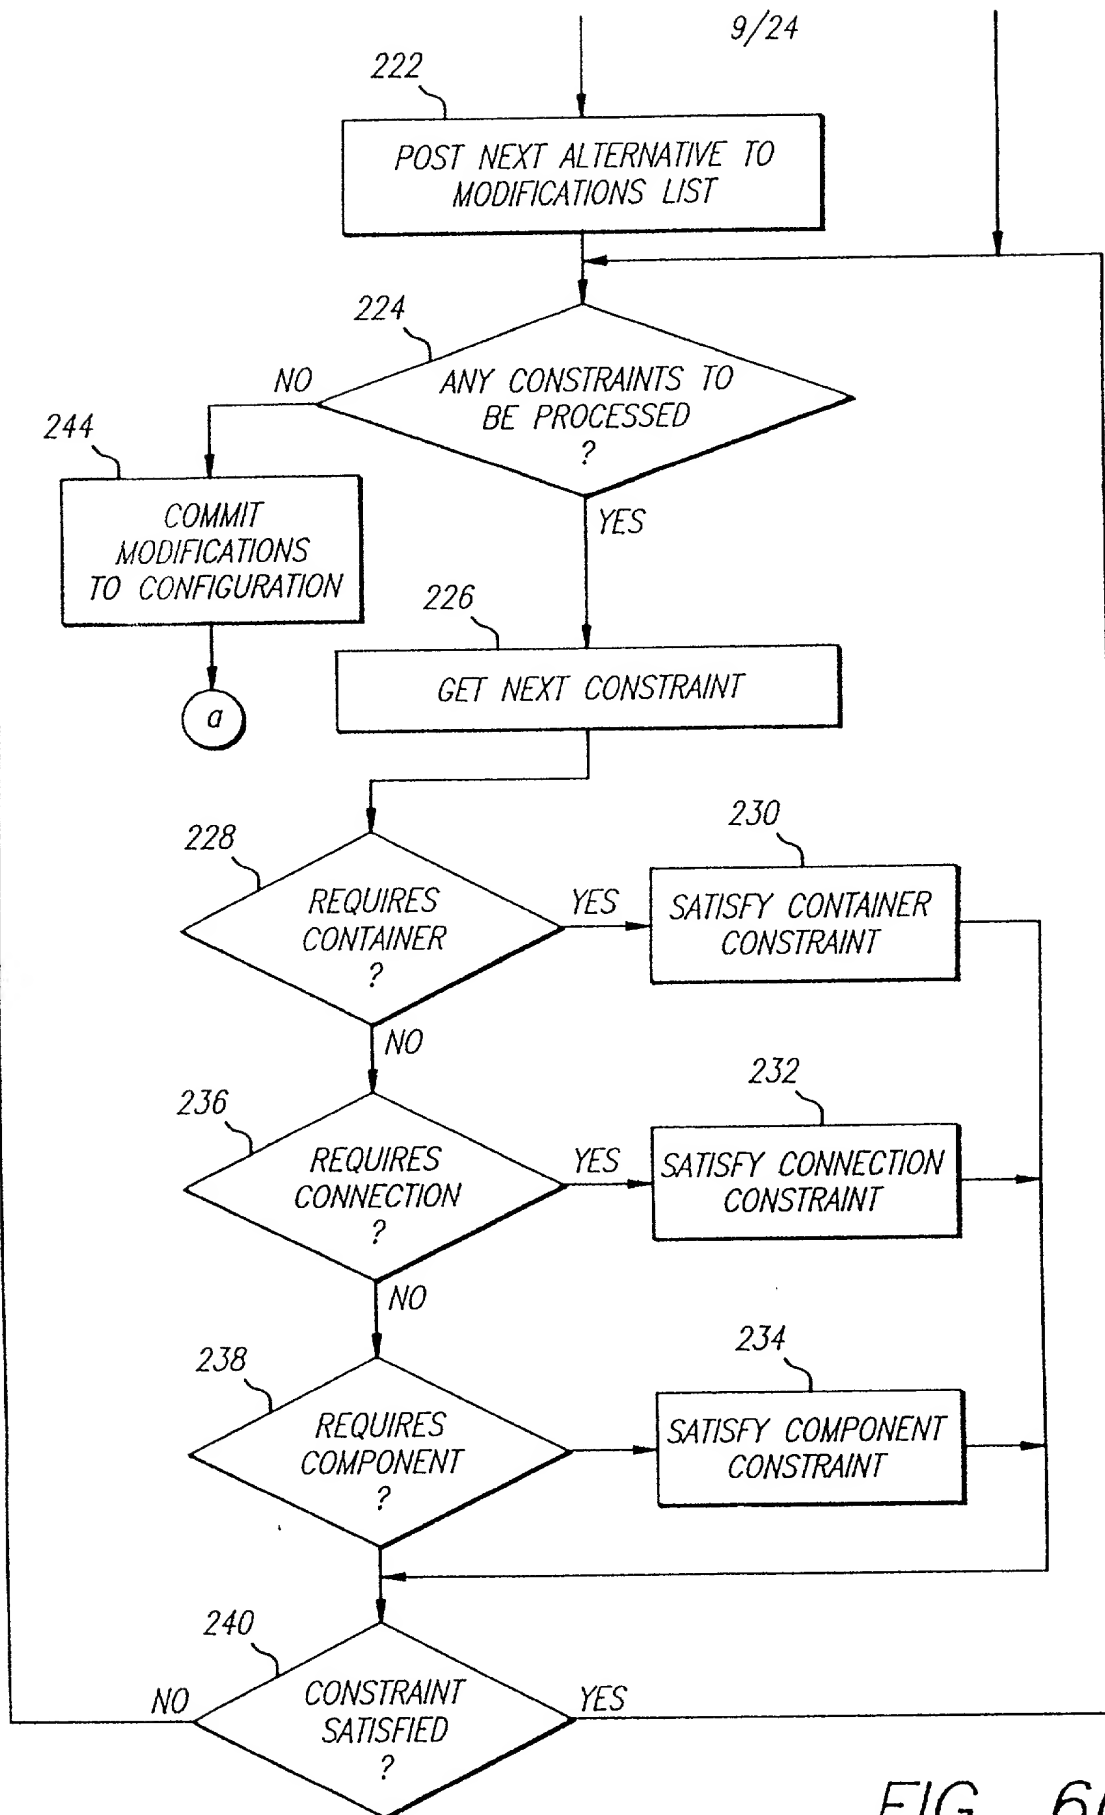 9/24
222
POST NEXT ALTERNATIVE TO
MODIFICATIONS LIST
224
ANY CONSTRAINTS TO
BE PROCESSED
?
NO
YES
244
COMMIT
MODIFICATIONS
TO CONFIGURATION
a
226
GET NEXT CONSTRAINT
228
REQUIRES
CONTAINER
?
YES
230
SATISFY CONTAINER
CONSTRAINT
NO
236
REQUIRES
CONNECTION
?
YES
232
SATISFY CONNECTION
CONSTRAINT
NO
238
REQUIRES
COMPONENT
?
234
SATISFY COMPONENT
CONSTRAINT
240
CONSTRAINT
SATISFIED
?
NO
YES
FIG.